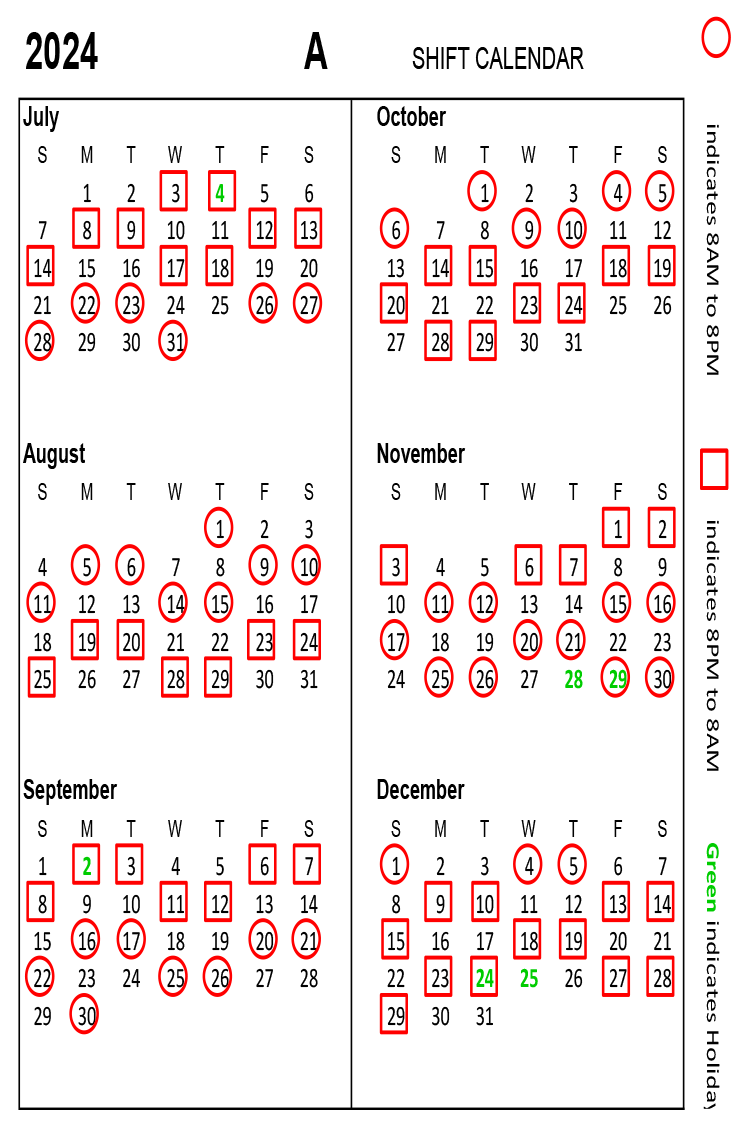 2024 A SHIFT CALENDAR
July
S M T W T F S
1 2 3 4 5 6
7 8 9 10 11 12 13
14 15 16 17 18 19 20
21 22 23 24 25 26 27
28 29 30 31
August
S M T W T F S
1 2 3
4 5 6 7 8 9 10
11 12 13 14 15 16 17
18 19 20 21 22 23 24
25 26 27 28 29 30 31
September
S M T W T F S
1 2 3 4 5 6 7
8 9 10 11 12 13 14
15 16 17 18 19 20 21
22 23 24 25 26 27 28
29 30
October
S M T W T F S
1 2 3 4 5
6 7 8 9 10 11 12
13 14 15 16 17 18 19
20 21 22 23 24 25 26
27 28 29 30 31
November
S M T W T F S
1 2
3 4 5 6 7 8 9
10 11 12 13 14 15 16
17 18 19 20 21 22 23
24 25 26 27 28 29 30
December
S M T W T F S
1 2 3 4 5 6 7
8 9 10 11 12 13 14
15 16 17 18 19 20 21
22 23 24 25 26 27 28
29 30 31
indicates 8AM to 8PM
indicates 8PM to 8AM
Green indicates Holiday